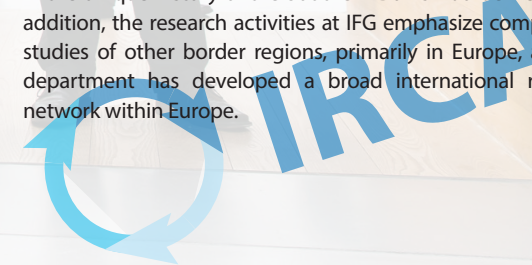 addition, the research activities at IFG emphasize
studies of other border regions, primarily in Europe,
department has developed a broad international
network within Europe.
IRCA